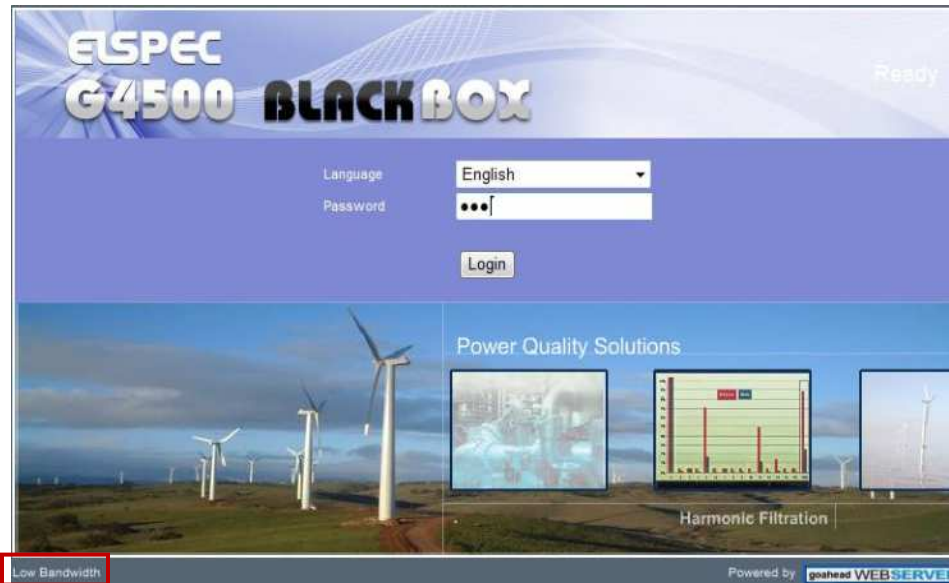 ELSPEC
G4500 BLACKBOX
Ready
Language English
Password •••
Login
Power Quality Solutions
Harmonic Filtration
Low Bandwidth
Powered by goahead WEBSERVE